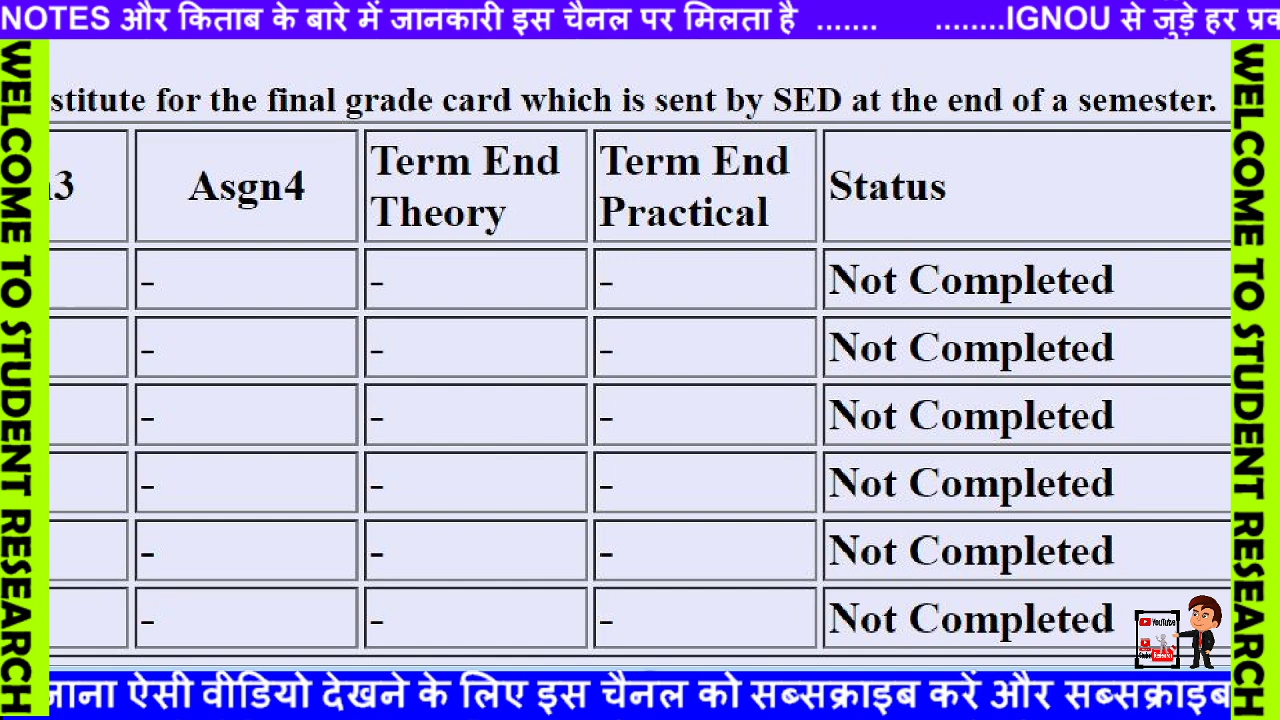 NOTES और किताब के बारे में जानकारी इस चैनल पर मिलता है ....... ........IGNOU से जुड़े हर प्रक
WELCOME TO STUDENT RESEARCH
stitute for the final grade card which is sent by SED at the end of a semester.
13 Asgn4 Term End Theory Term End Practical Status
- - - Not Completed
- - - Not Completed
- - - Not Completed
- - - Not Completed
- - - Not Completed
- - - Not Completed
YouTube
WELCOME TO STUDENT RESEARCH
जाना ऐसी वीडियो देखने के लिए इस चैनल को सब्सक्राइब करें और सब्सक्राइब